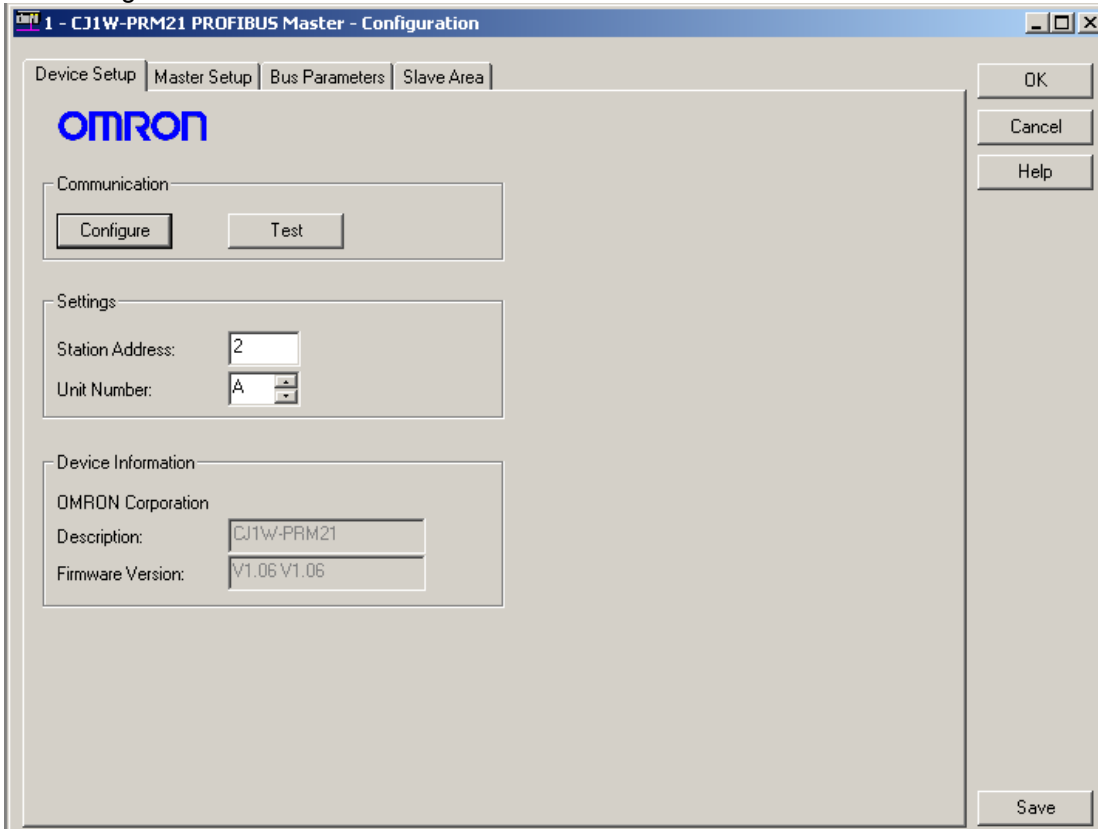 1 - CJ1W-PRM21 PROFIBUS Master - Configuration
Device Setup Master Setup Bus Parameters Slave Area
OK
OMRON
Cancel
Help
Communication
Configure Test
Settings
Station Address: 2
Unit Number: A
Device Information
OMRON Corporation
Description: CJ1W-PRM21
Firmware Version: V1.06 V1.06
Save